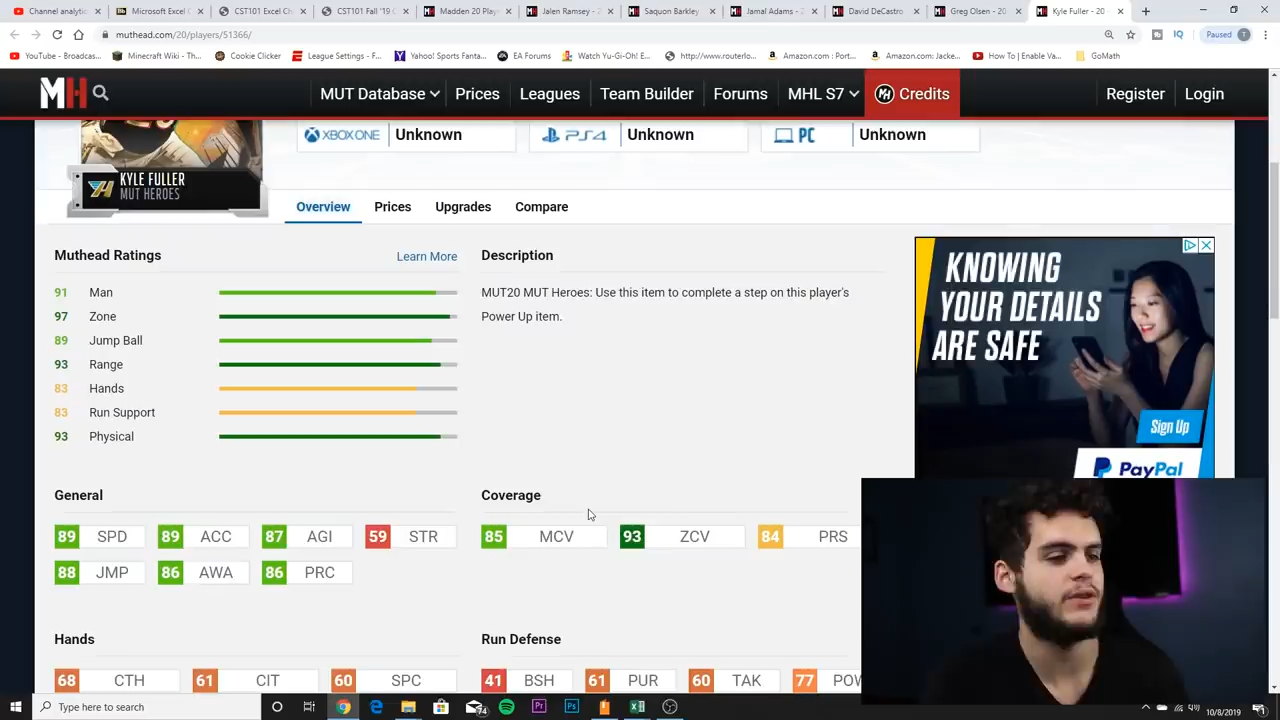 Channel analytic
Microsoft Excel
CST101 Excel Ch
CST101 Fall '19
Madden 20 Playe
Jalen Ramsey - 2
Saquon Barkley
Jamal Adams - 2
David DeCastro
Greg Olsen - 20
Kyle Fuller - 20
muthead.com/20/players/51366/
IQ
Paused
T
YouTube - Broadcas...
Minecraft Wiki - Th...
Cookie Clicker
League Settings - F...
Yahoo! Sports Fanta...
EA Forums
Watch Yu-Gi-Oh! E...
http://www.routerlo...
Amazon.com : Port...
Amazon.com: Jacke...
How To | Enable Va...
GoMath
MH
MUT Database
Prices
Leagues
Team Builder
Forums
MHL S7
Credits
Register
Login
XBOX ONE Unknown
PS4 Unknown
PC Unknown
KYLE FULLER
MUT HEROES
Overview
Prices
Upgrades
Compare
Muthead Ratings
Learn More
91 Man
97 Zone
89 Jump Ball
93 Range
83 Hands
83 Run Support
93 Physical
Description
MUT20 MUT Heroes: Use this item to complete a step on this player's
Power Up item.
KNOWING
YOUR DETAILS
ARE SAFE
Sign Up
PayPal
General
89 SPD 89 ACC 87 AGI 59 STR
88 JMP 86 AWA 86 PRC
Coverage
85 MCV 93 ZCV 84 PRS
Hands
68 CTH 61 CIT 60 SPC
Run Defense
41 BSH 61 PUR 60 TAK 77 POW
Type here to search
10/8/2019